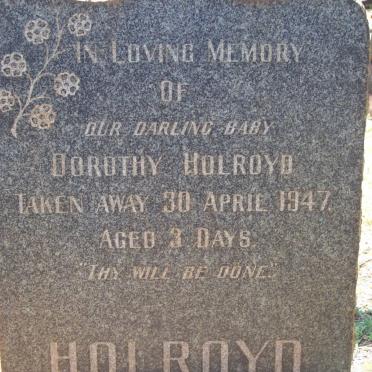 IN LOVING MEMORY
OF
OUR DARLING BABY
DOROTHY HOLROYD
TAKEN AWAY 30 APRIL 1947.
AGED 3 DAYS.
"THY WILL BE DONE."
HOLROYD